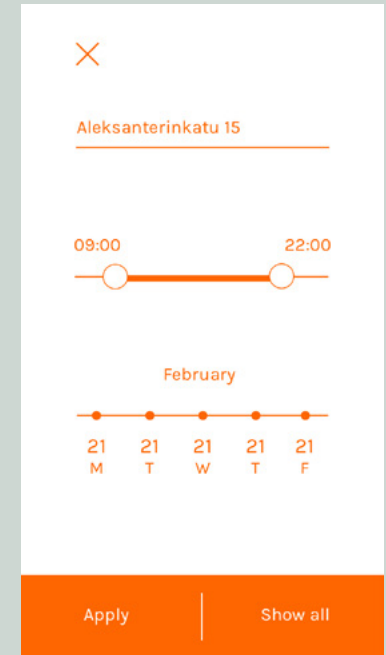 Aleksanterinkatu 15
09:00 22:00
February
21 21 21 21 21
M T W T F
Apply Show all